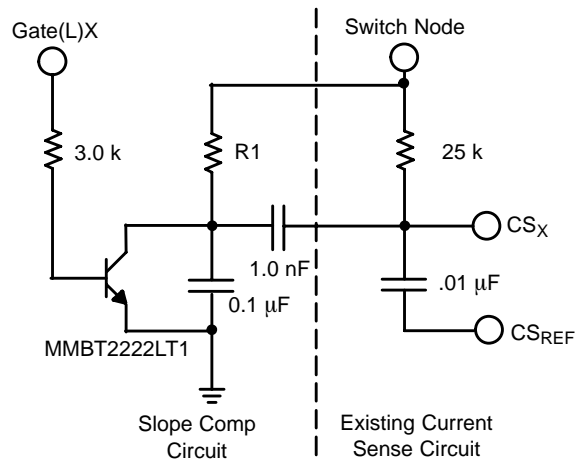 Gate(L)X
Switch Node
3.0 k
R1
25 k
CSX
1.0 nF
0.1 μF
.01 μF
CSREF
MMBT2222LT1
Slope Comp
Circuit
Existing Current
Sense Circuit